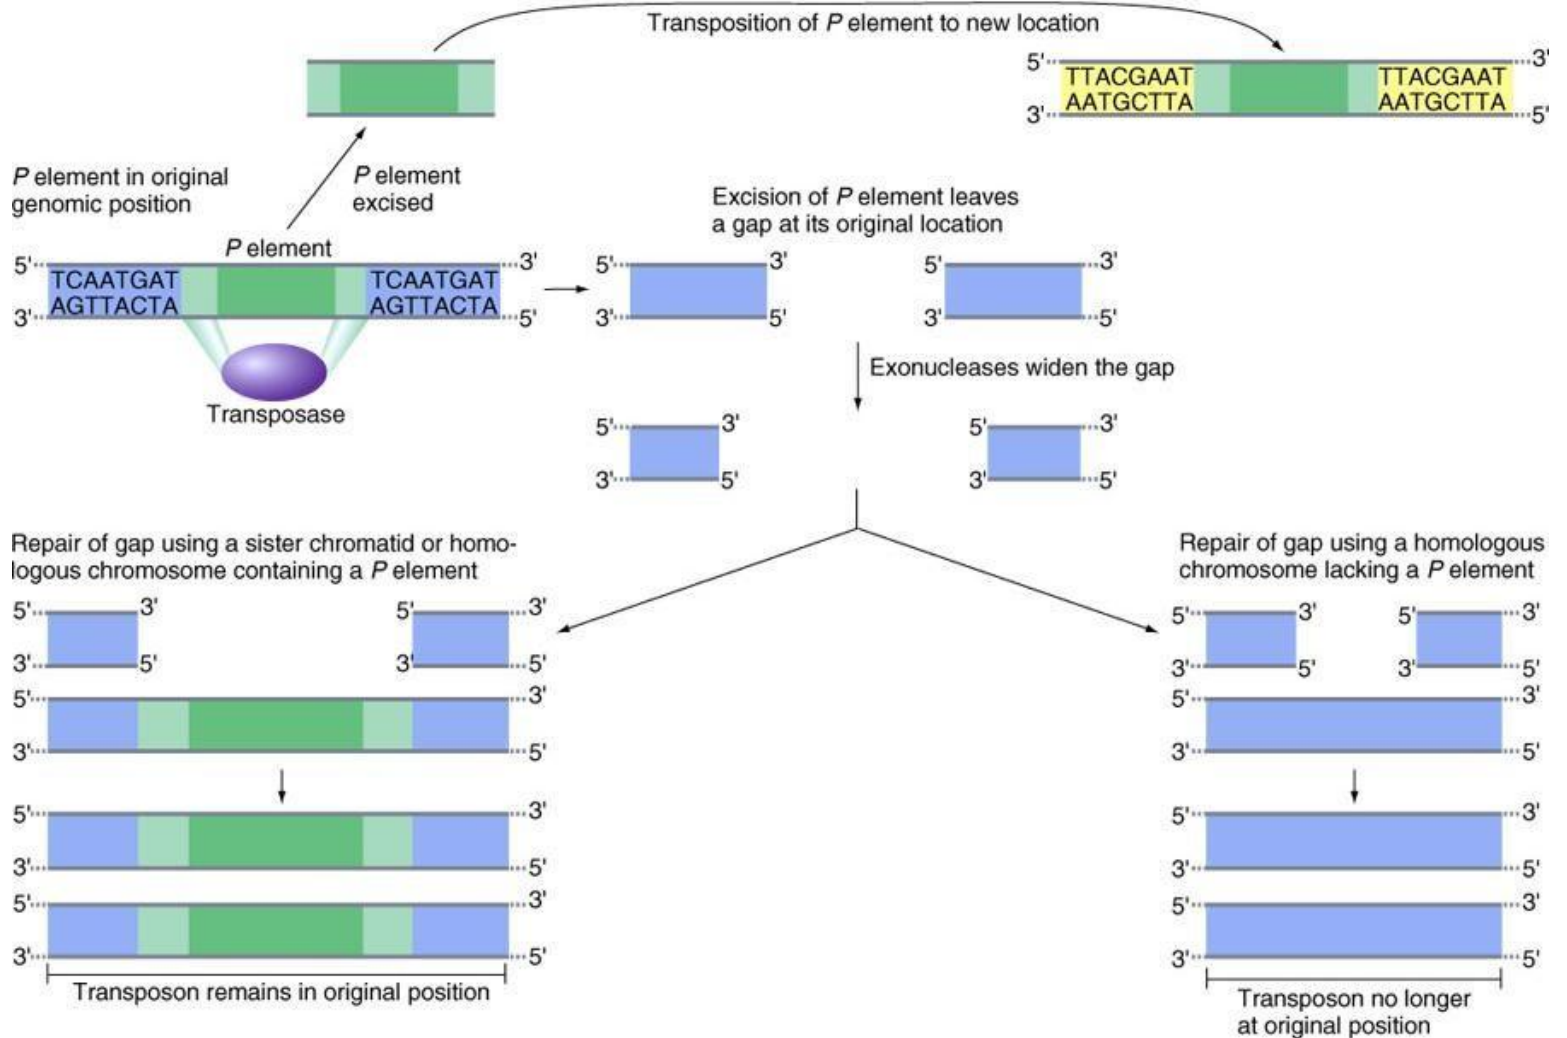 Transposition of P element to new location
5' 3'
TTACGAAT TTACGAAT
AATGCTTA AATGCTTA
3' 5'
P element in original
genomic position
P element
excised
Excision of P element leaves
a gap at its original location
P element
5' 3'
TCAATGAT TCAATGAT
AGTTACTA AGTTACTA
3' 5'
Transposase
5' 3' 5' 3'
3' 5' 3' 5'
Exonucleases widen the gap
5' 3' 5' 3'
3' 5' 3' 5'
Repair of gap using a sister chromatid or homo-
logous chromosome containing a P element
5' 3' 5' 3'
3' 5' 3' 5'
5' 3'
3' 5'
5' 3'
3' 5'
5' 3'
3' 5'
Transposon remains in original position
Repair of gap using a homologous
chromosome lacking a P element
5' 3' 5' 3'
3' 5' 3' 5'
5' 3'
3' 5'
5' 3'
3' 5'
5' 3'
3' 5'
Transposon no longer
at original position